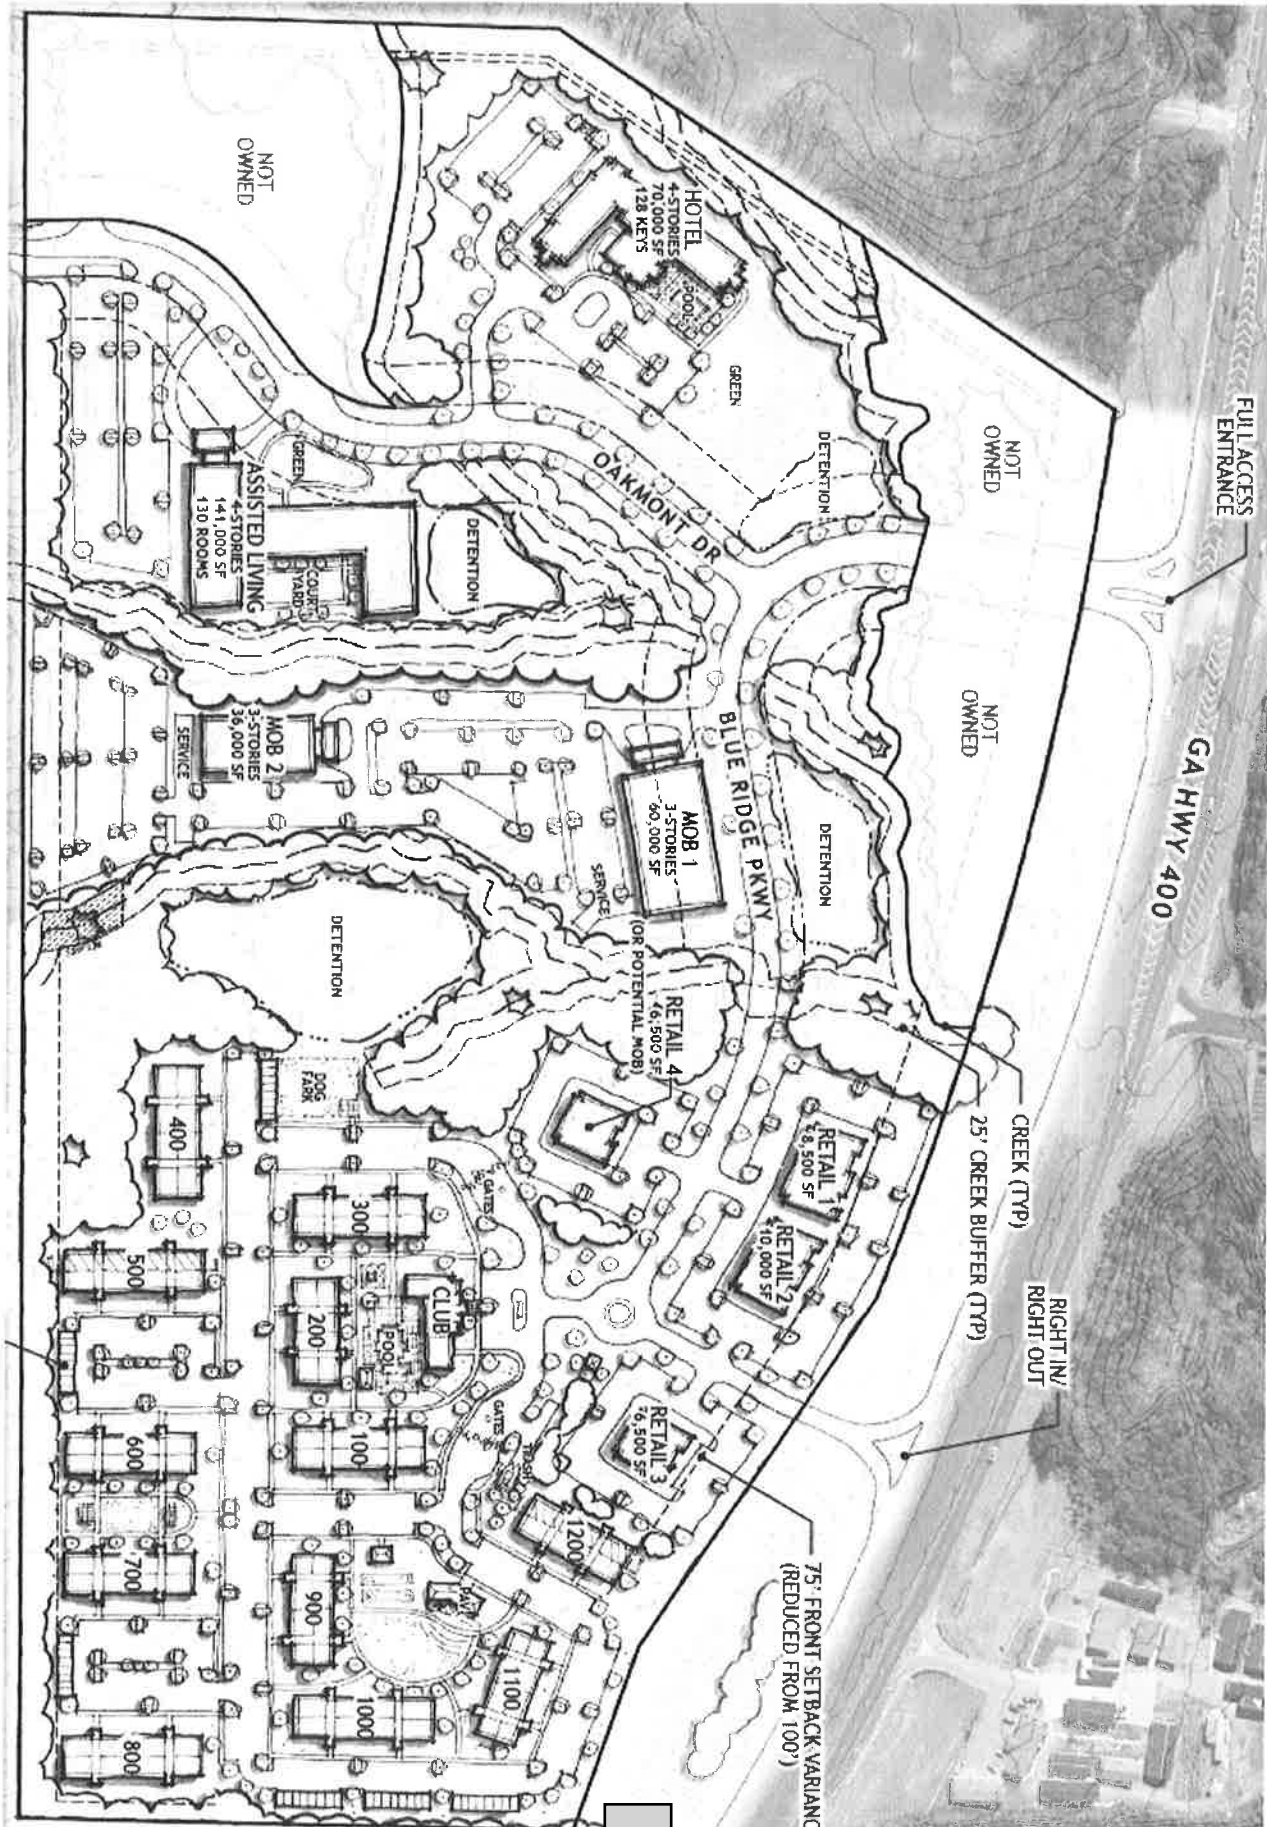 FULL ACCESS
ENTRANCE
GA HWY 400
NOT
OWNED
NOT
OWNED
NOT
OWNED
CREEK (TYP)
25' CREEK BUFFER (TYP)
RIGHT IN/
RIGHT OUT
75' FRONT SETBACK VARIANC
(REDUCED FROM 100')
HOTEL
4-STORIES
70,000 SF
128 KEYS
POOL
GREEN
DETENTION
OAKMONT DR
BLUE RIDGE PKWY
DETENTION
GREEN
ASSISTED LIVING
4-STORIES
141,000 SF
130 ROOMS
COURT
YARD
DETENTION
MOB 1
3-STORIES
60,000 SF
SERVICE
MOB 2
3-STORIES
36,000 SF
SERVICE
DETENTION
RETAIL 4
6,500 SF
(OR POTENTIAL MOB)
RETAIL 1
8,500 SF
RETAIL 2
10,000 SF
RETAIL 3
6,500 SF
DOG
PARK
GATES
GATES
TRASH
CLUB
POOL
PAV
100
200
300
400
500
600
700
800
900
1000
1100
1200